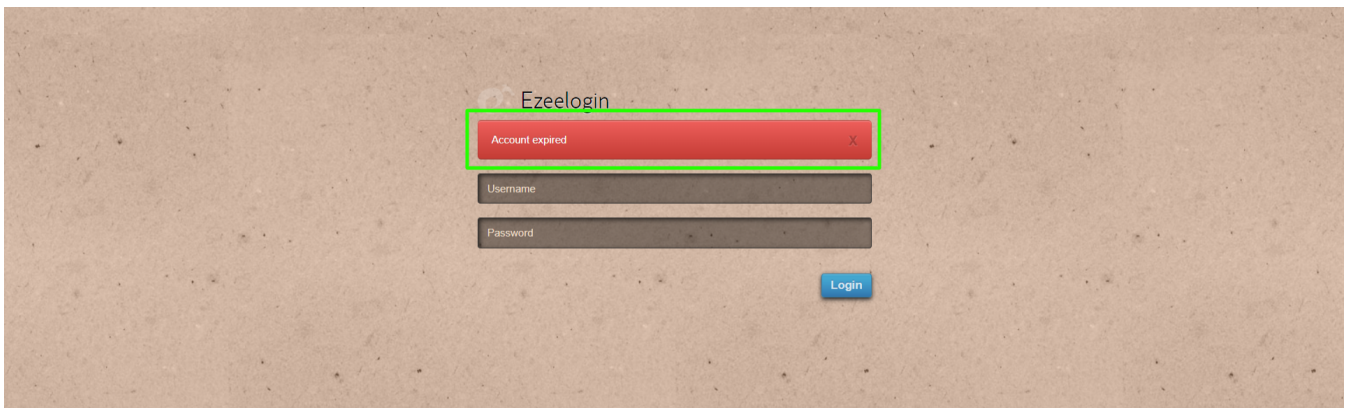 Ezeelogin
Account expired X
Username
Password
Login